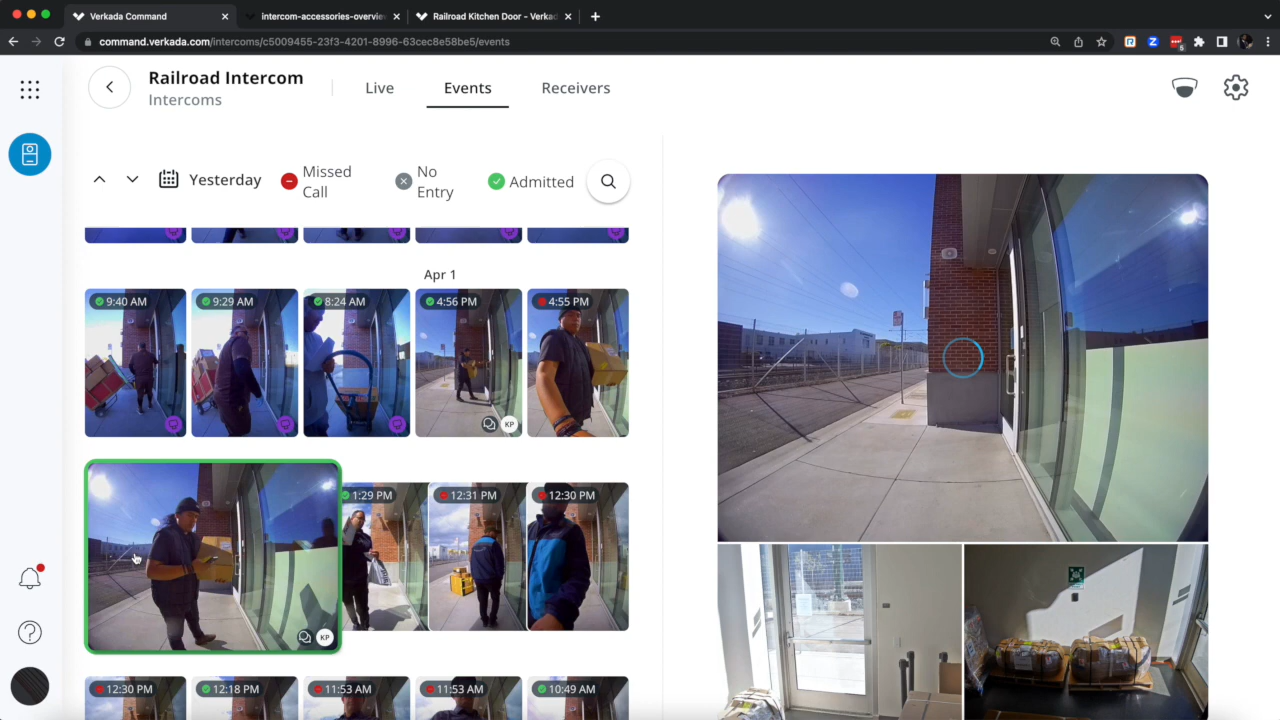 Verkada Command
intercom-accessories-overview
Railroad Kitchen Door - Verkad
command.verkada.com/intercoms/c5009455-23f3-4201-8996-63cec8e58be5/events
5
Railroad Intercom
Intercoms
Live
Events
Receivers
Yesterday
Missed
Call
No
Entry
Admitted
Apr 1
9:40 AM
9:29 AM
8:24 AM
4:56 PM
4:55 PM
KP
1:29 PM
12:31 PM
12:30 PM
KP
12:30 PM
12:18 PM
11:53 AM
11:53 AM
10:49 AM